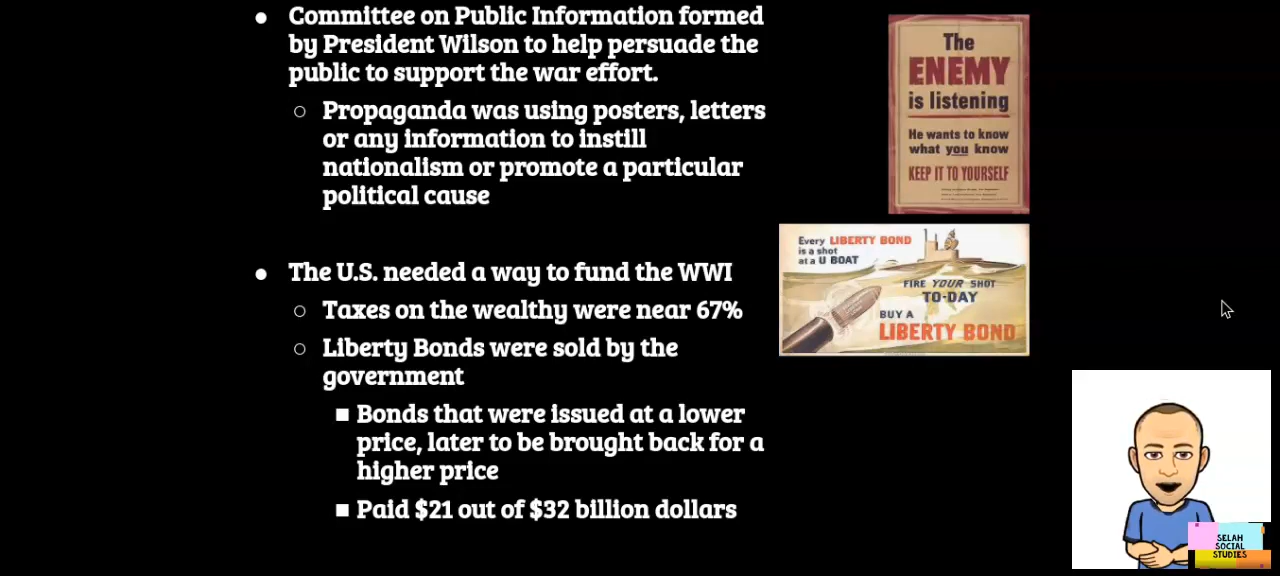 Committee on Public Information formed
by President Wilson to help persuade the
public to support the war effort.
Propaganda was using posters, letters
or any information to instill
nationalism or promote a particular
political cause
The U.S. needed a way to fund the WWI
Taxes on the wealthy were near 67%
Liberty Bonds were sold by the
government
Bonds that were issued at a lower
price, later to be brought back for a
higher price
Paid $21 out of $32 billion dollars
The
ENEMY
is listening
He wants to know
what you know
KEEP IT TO YOURSELF
Every LIBERTY BOND
is a shot
at a U BOAT
FIRE YOUR SHOT
TO-DAY
BUY A
LIBERTY BOND
SELAH
SOCIAL
STUDIES